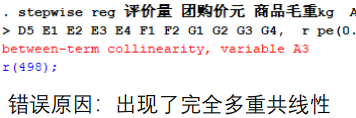 . stepwise reg 评价量 团购价元 商品毛重kg A
> D5 E1 E2 E3 E4 F1 F2 G1 G2 G3 G4, r pe(0.
between-term collinearity, variable A3
r(498);
错误原因：出现了完全多重共线性